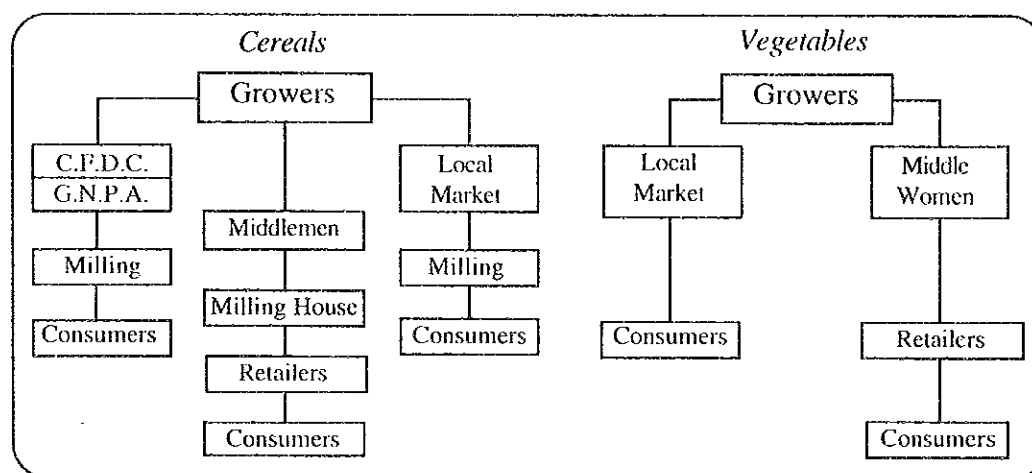 Cereals
Growers
C.F.D.C.
G.N.P.A.
Milling
Consumers
Middlemen
Milling House
Retailers
Consumers
Local
Market
Milling
Consumers
Vegetables
Growers
Local
Market
Consumers
Middle
Women
Retailers
Consumers